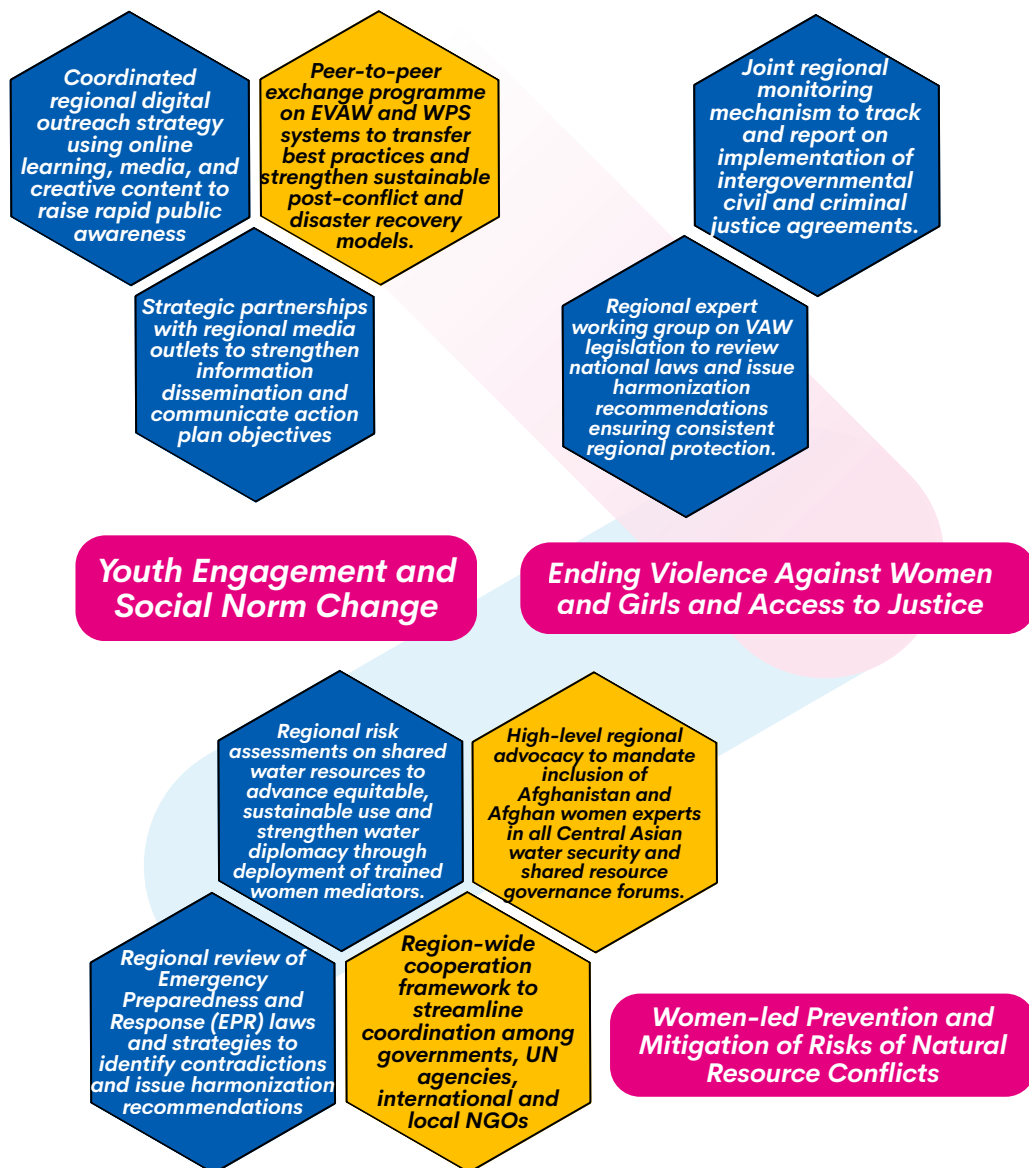 Coordinated
regional digital
outreach strategy
using online
learning, media, and
creative content to
raise rapid public
awareness
Peer-to-peer
exchange programme
on EVAW and WPS
systems to transfer
best practices and
strengthen sustainable
post-conflict and
disaster recovery
models.
Strategic partnerships
with regional media
outlets to strengthen
information
dissemination and
communicate action
plan objectives
Youth Engagement and
Social Norm Change
Joint regional
monitoring
mechanism to track
and report on
implementation of
intergovernmental
civil and criminal
justice agreements.
Regional expert
working group on VAW
legislation to review
national laws and issue
harmonization
recommendations
ensuring consistent
regional protection.
Ending Violence Against Women
and Girls and Access to Justice
Regional risk
assessments on shared
water resources to
advance equitable,
sustainable use and
strengthen water
diplomacy through
deployment of trained
women mediators.
High-level regional
advocacy to mandate
inclusion of
Afghanistan and
Afghan women experts
in all Central Asian
water security and
shared resource
governance forums.
Regional review of
Emergency
Preparedness and
Response (EPR) laws
and strategies to
identify contradictions
and issue harmonization
recommendations
Region-wide
cooperation
framework to
streamline
coordination among
governments, UN
agencies,
international and
local NGOs
Women-led Prevention and
Mitigation of Risks of Natural
Resource Conflicts